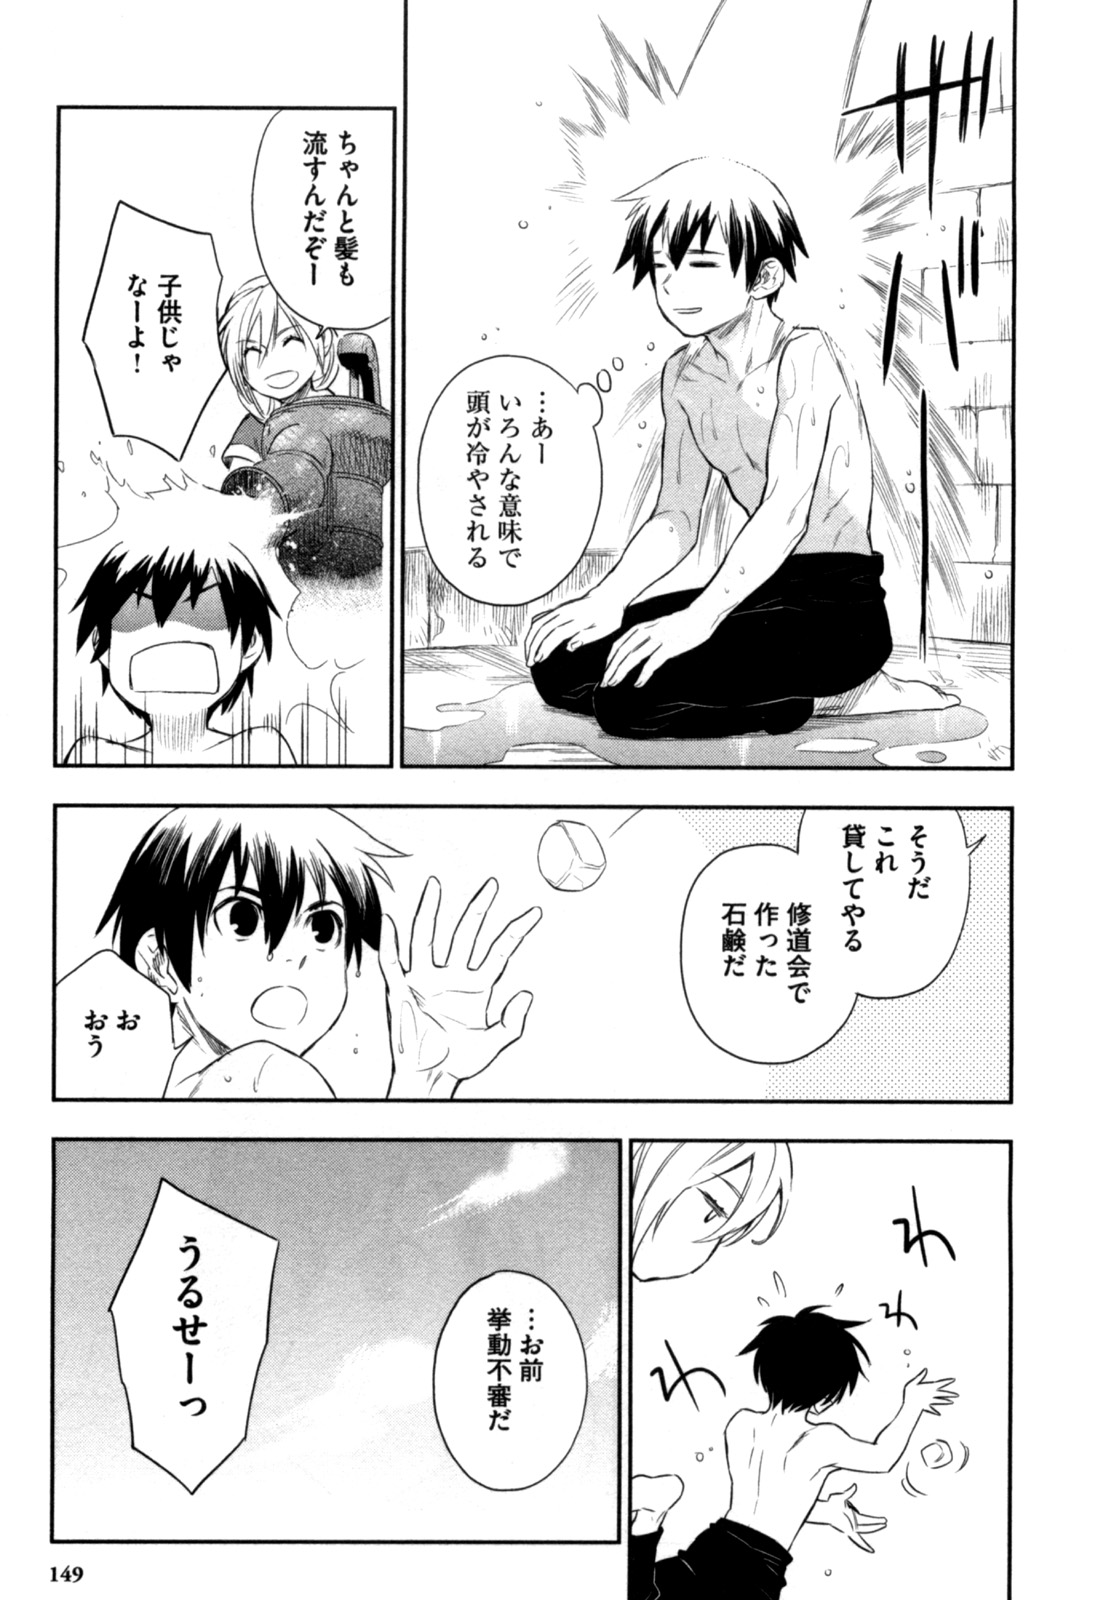 …あー
いろんな意味で
頭が冷やされる
ちゃんと髪も
流すんだぞー
子供じゃ
なーよ！
そうだ
これ
貸してやる
修道会で
作った
石鹸だ
お
おう
わ
わ
わ
…お前
挙動不審だ
うるせーっ
149